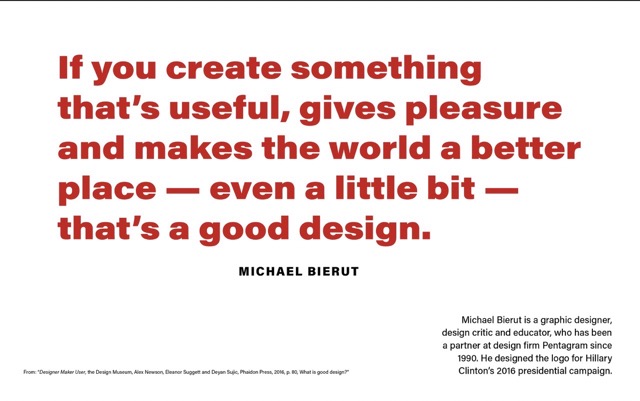 If you create something
that’s useful, gives pleasure
and makes the world a better
place — even a little bit —
that’s a good design.
MICHAEL BIERUT
Michael Bierut is a graphic designer,
design critic and educator, who has been
a partner at design firm Pentagram since
1990. He designed the logo for Hillary
Clinton’s 2016 presidential campaign.
From: "Designer Maker User, the Design Museum, Alex Newson, Eleanor Suggett and Deyan Sujic, Phaidon Press, 2016, p. 80, What is good design?"